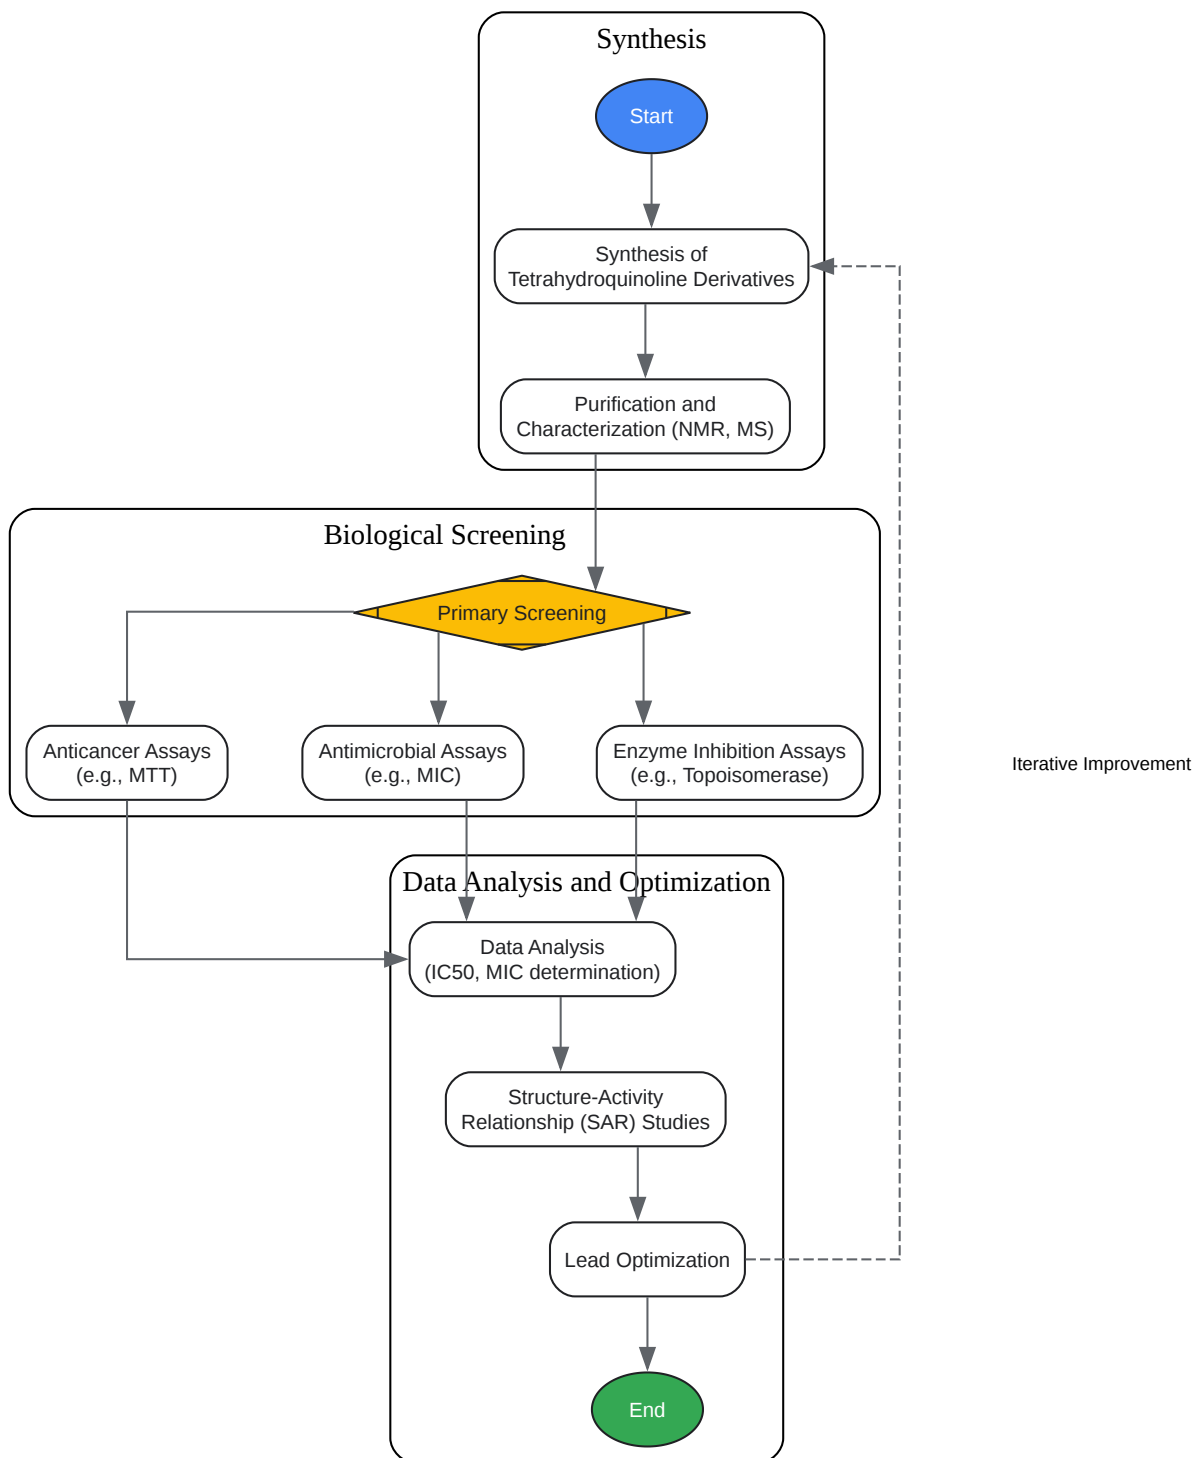 Synthesis
Start
Synthesis of
Tetrahydroquinoline Derivatives
Purification and
Characterization (NMR, MS)
Biological Screening
Primary Screening
Anticancer Assays
(e.g., MTT)
Antimicrobial Assays
(e.g., MIC)
Enzyme Inhibition Assays
(e.g., Topoisomerase)
Iterative Improvement
Data Analysis and Optimization
Data Analysis
(IC50, MIC determination)
Structure-Activity
Relationship (SAR) Studies
Lead Optimization
End